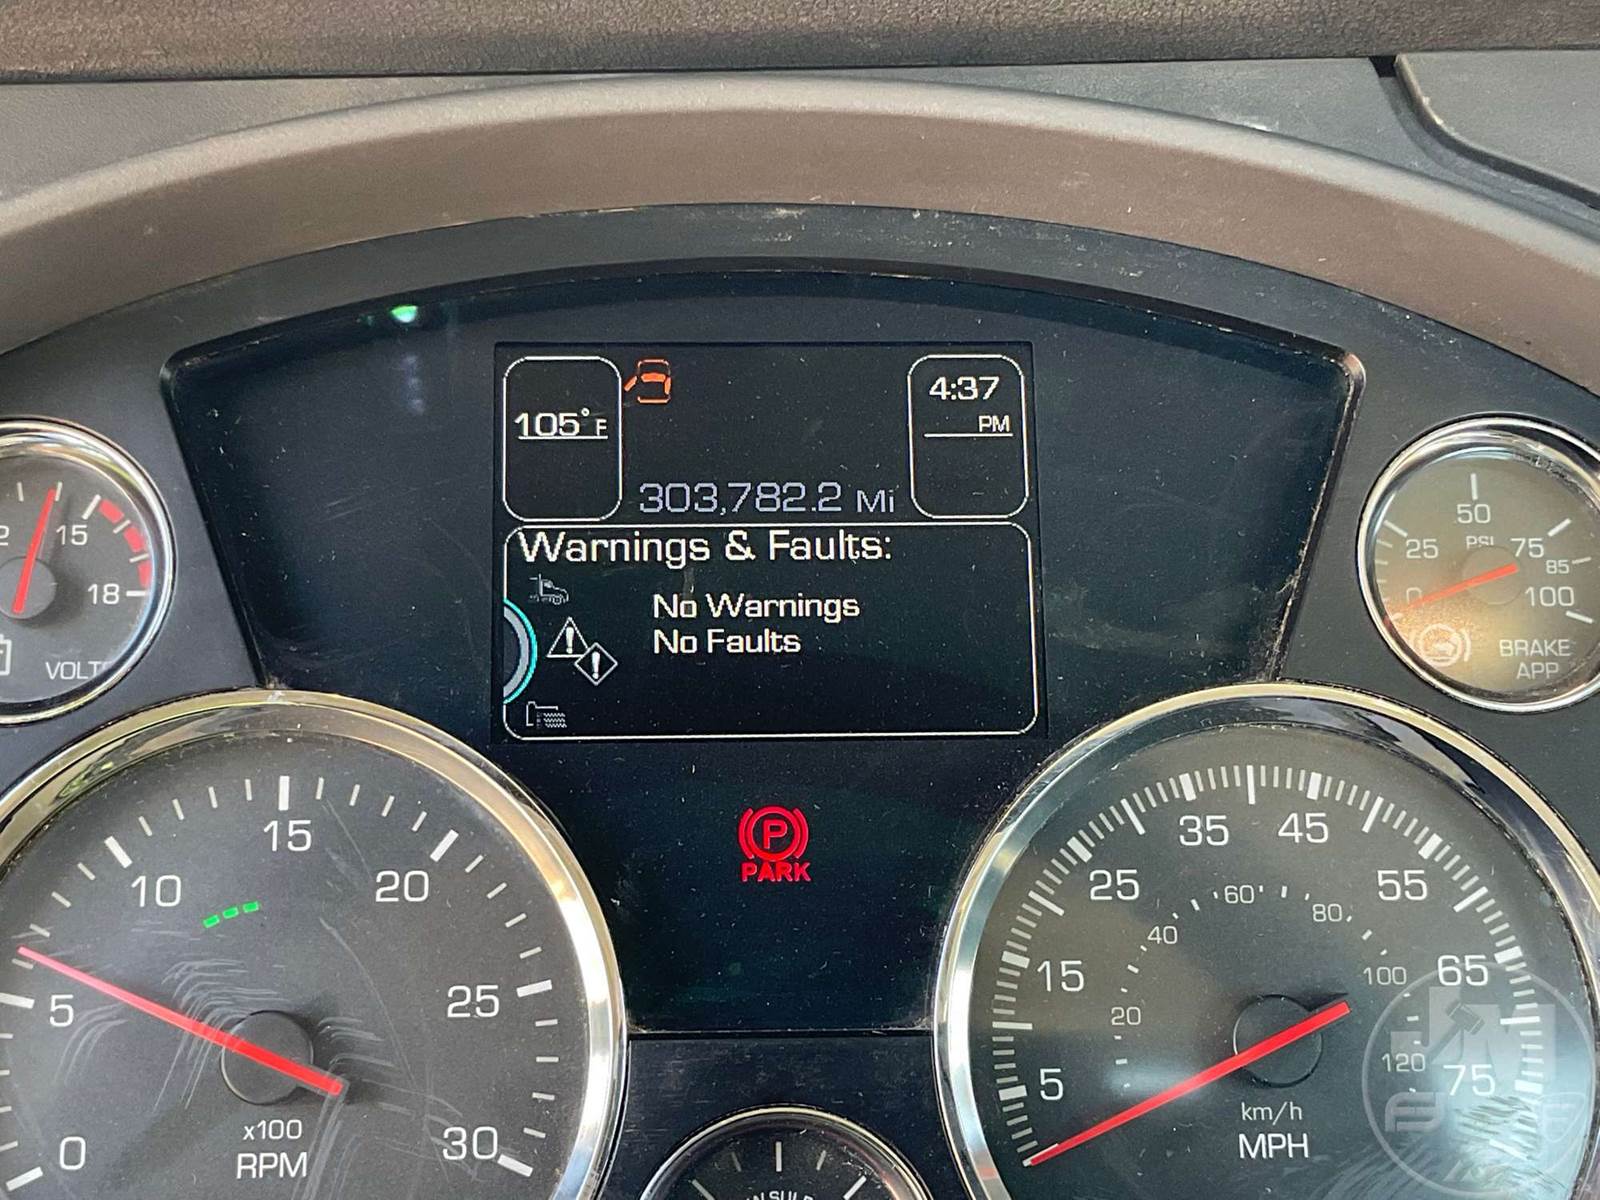 105° F
4:37
PM
303,782.2 Mi
Warnings & Faults:
No Warnings
No Faults
15
18
VOLTS
50
25
PSI
75
85
0
100
BRAKE
APP
P
PARK
0
5
10
15
20
25
30
x100
RPM
5
15
25
35
45
55
65
75
20
40
60
80
100
120
km/h
MPH